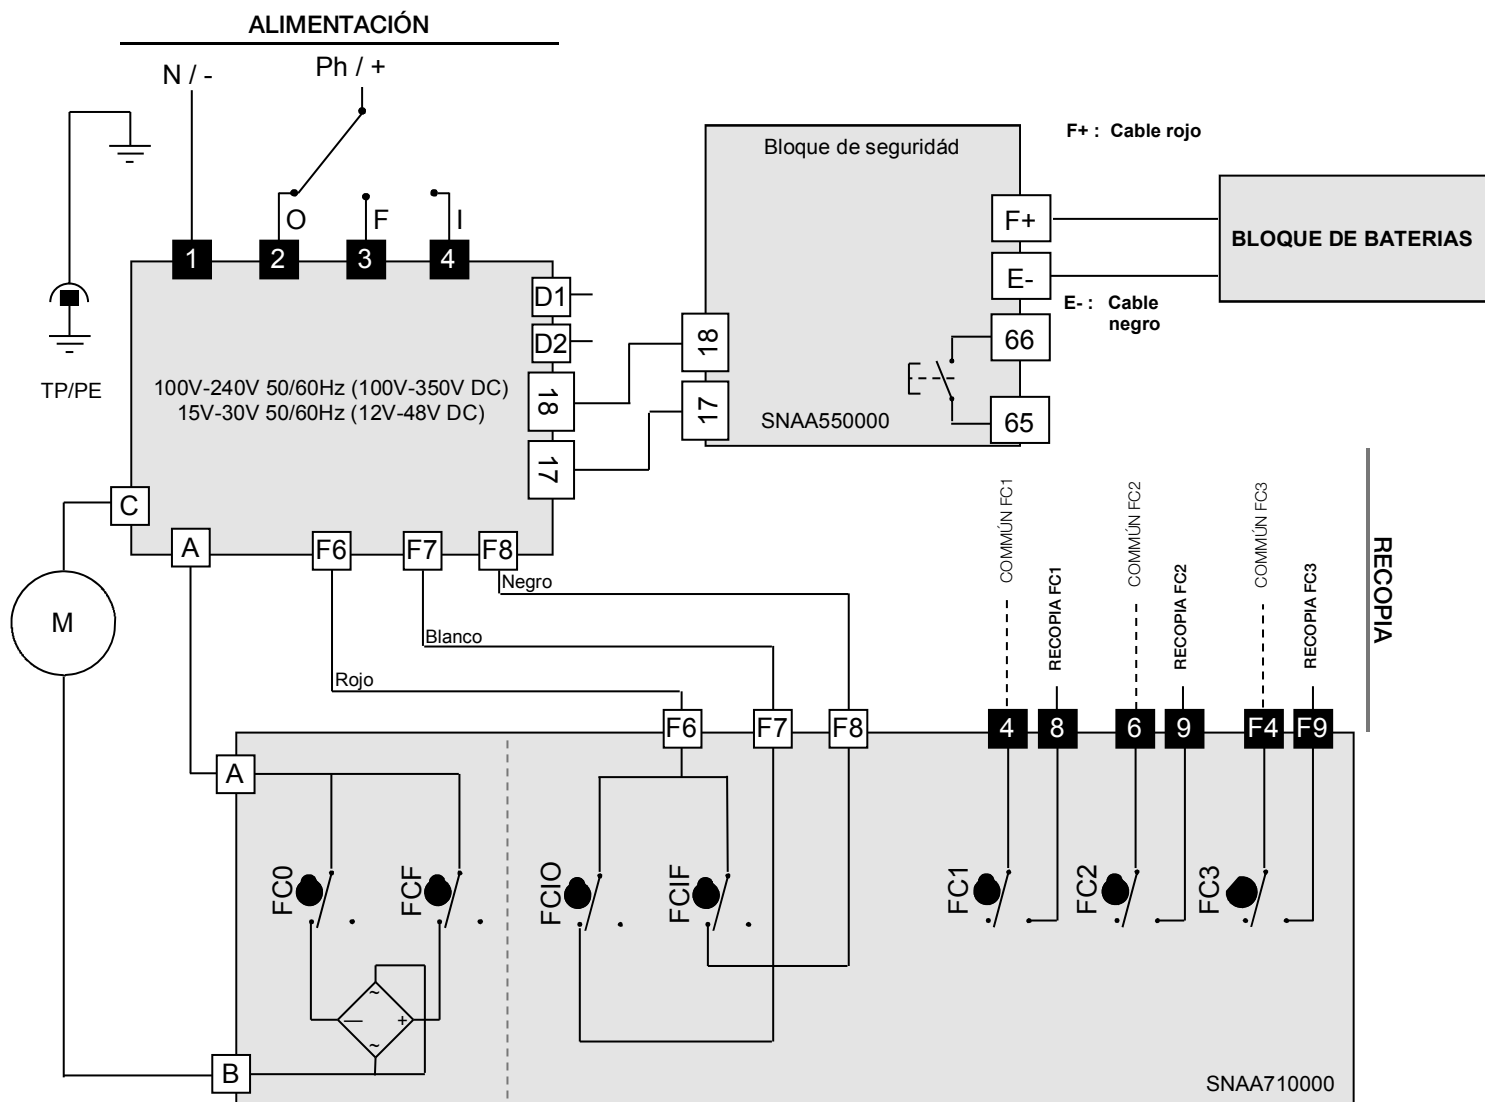 ALIMENTACIÓN
N / -
Ph / +
O
F
I
1
2
3
4
TP/PE
100V-240V 50/60Hz (100V-350V DC)
15V-30V 50/60Hz (12V-48V DC)
D1
D2
18
17
C
A
F6
F7
F8
M
Bloque de seguridád
18
17
SNAA550000
F+
E-
66
65
F+ : Cable rojo
E- : Cable
negro
BLOQUE DE BATERIAS
Negro
Blanco
Rojo
COMMÚN FC1
RECOPIA FC1
COMMÚN FC2
RECOPIA FC2
COMMÚN FC3
RECOPIA FC3
RECOPIA
A
F6
F7
F8
4
8
6
9
F4
F9
FC0
FCF
FCIO
FCIF
FC1
FC2
FC3
~
—
+
~
B
SNAA710000